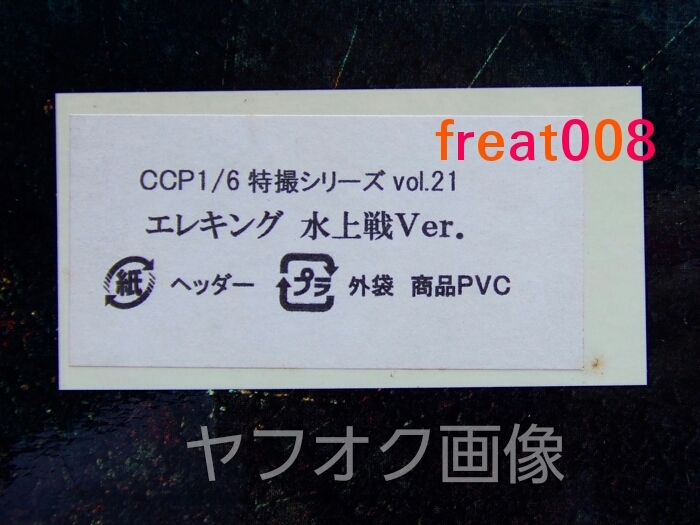 freat008
CCP1/6 特撮シリーズ vol.21
エレキング 水上戦Ver.
紙 ヘッダー プラ 外袋 商品PVC
ヤフオク画像